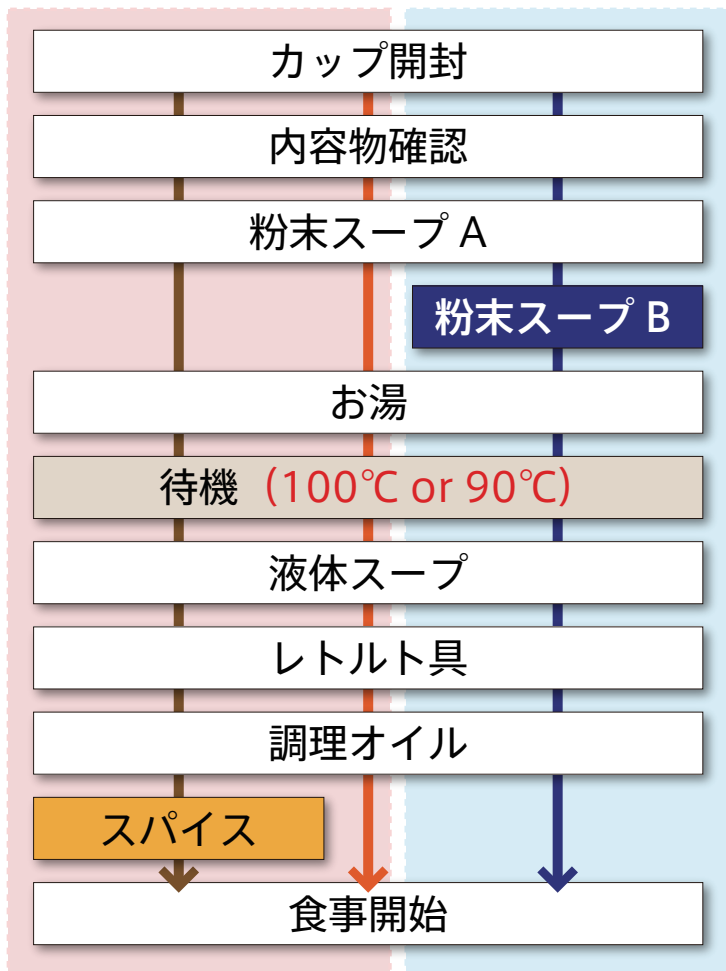 カップ開封
内容物確認
粉末スープ A
粉末スープ B
お湯
待機（100℃ or 90℃）
液体スープ
レトルト具
調理オイル
スパイス
食事開始